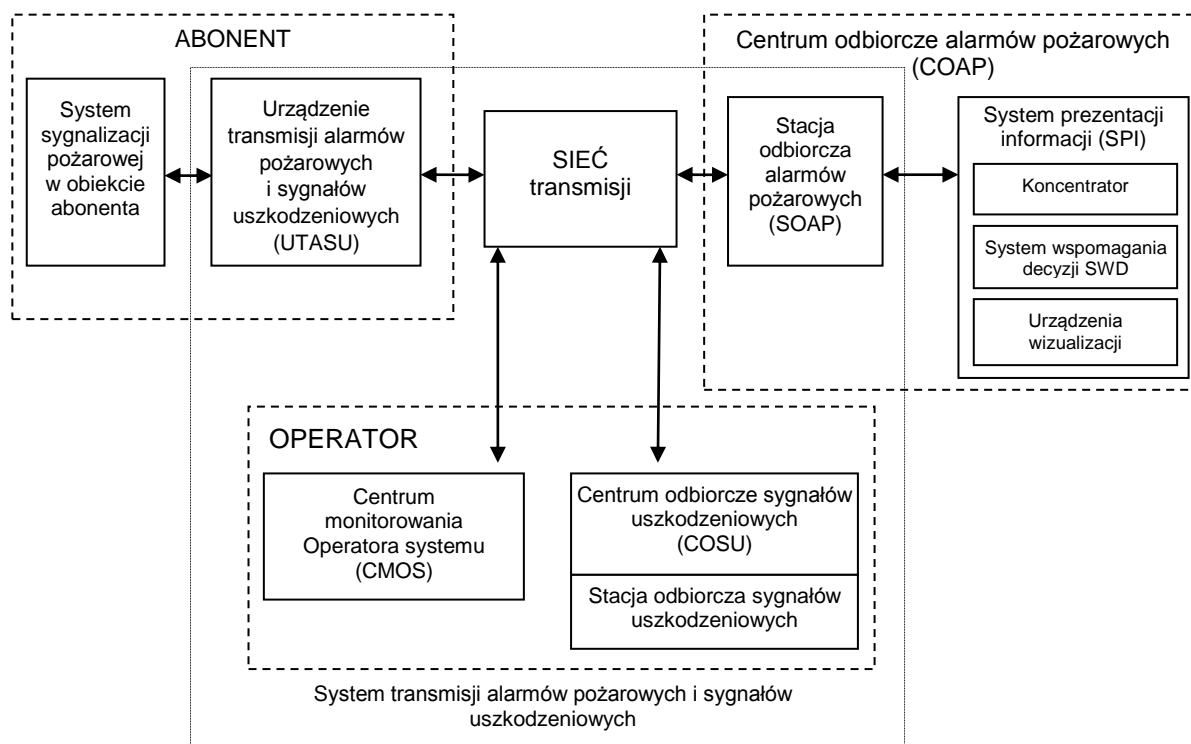 ABONENT
System
sygnalizacji
pożarowej
w obiekcie
abonenta
Urządzenie
transmisji alarmów
pożarowych
i sygnałów
uszkodzeniowych
(UTASU)
SIEĆ
transmisji
Centrum odbiorcze alarmów pożarowych
(COAP)
Stacja
odbiorcza
alarmów
pożarowych
(SOAP)
System prezentacji
informacji (SPI)
Koncentrator
System wspomagania
decyzji SWD
Urządzenia
wizualizacji
OPERATOR
Centrum
monitorowania
Operatora systemu
(CMOS)
Centrum odbiorcze sygnałów
uszkodzeniowych
(COSU)
Stacja odbiorcza sygnałów
uszkodzeniowych
System transmisji alarmów pożarowych i sygnałów
uszkodzeniowych